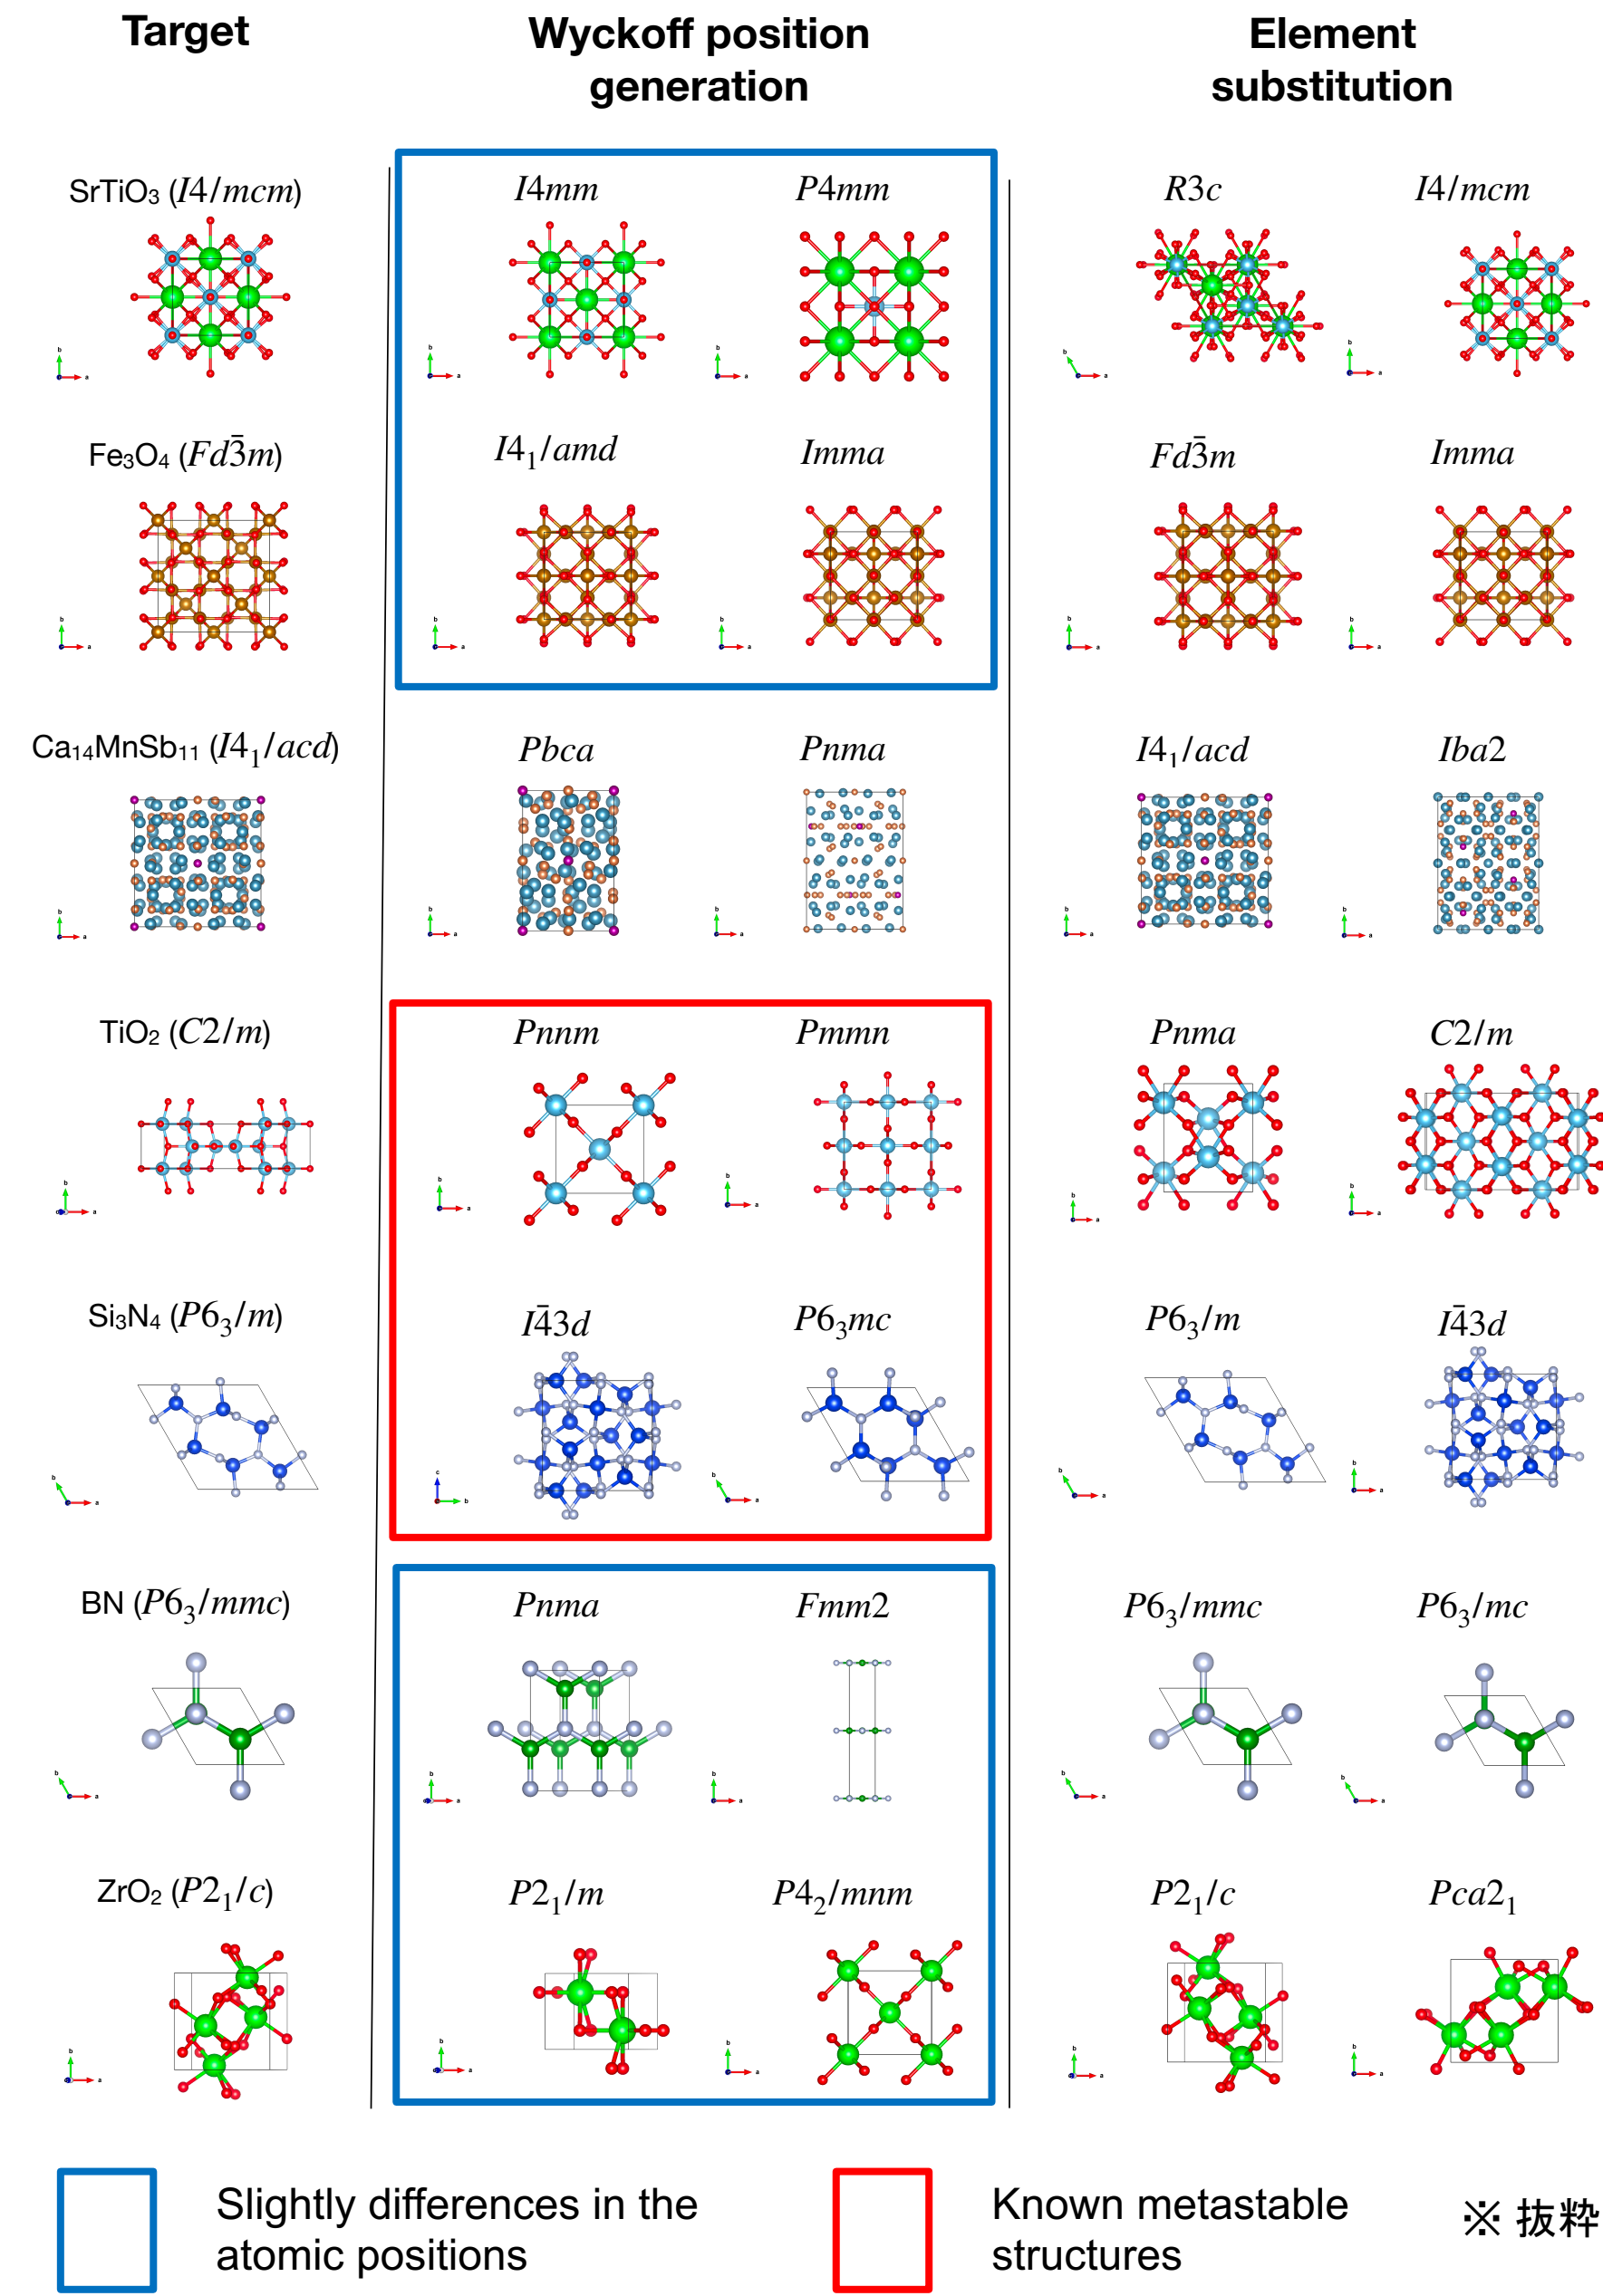 Target
Wyckoff position
generation
Element
substitution
SrTiO₃ (I4/mcm)
I4mm
P4mm
R3c
I4/mcm
Fe₃O₄ (Fd3̄m)
I4₁/amd
Imma
Fd3̄m
Imma
Ca₁₄MnSb₁₁ (I4₁/acd)
Pbca
Pnma
I4₁/acd
Iba2
TiO₂ (C2/m)
Pnnm
Pmmn
Pnma
C2/m
Si₃N₄ (P6₃/m)
I4̄3d
P6₃mc
P6₃/m
I4̄3d
BN (P6₃/mmc)
Pnma
Fmm2
P6₃/mmc
P6₃/mc
ZrO₂ (P2₁/c)
P2₁/m
P4₂/mnm
P2₁/c
Pca2₁
Slightly differences in the
atomic positions
Known metastable
structures
※ 抜粋